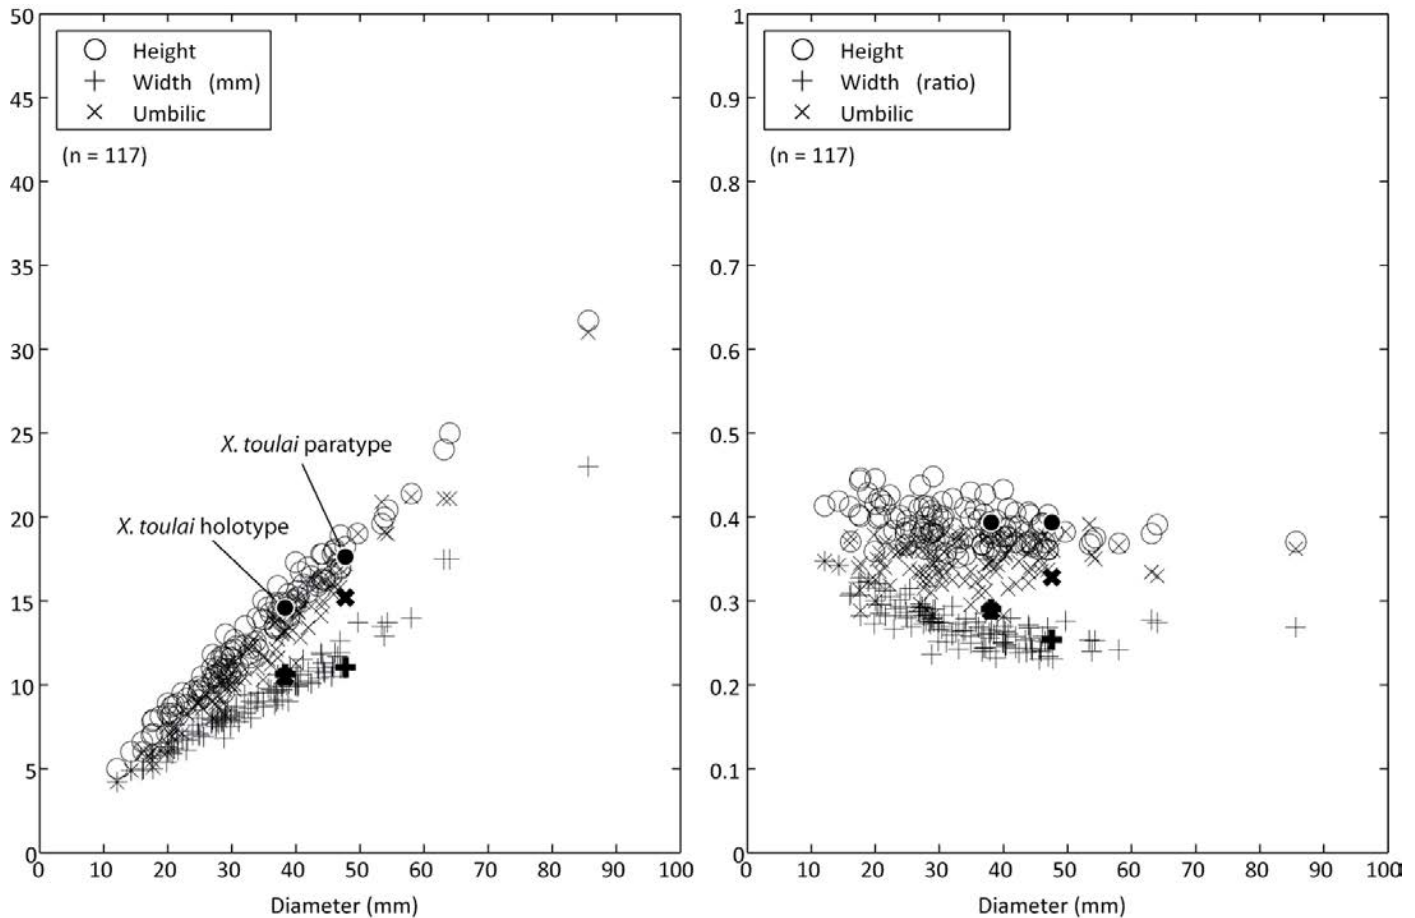 50
45
40
35
30
25
20
15
10
5
0
Height
Width (mm)
Umbilic
(n = 117)
X. toulai paratype
X. toulai holotype
0 10 20 30 40 50 60 70 80 90 100
Diameter (mm)
1
0.9
0.8
0.7
0.6
0.5
0.4
0.3
0.2
0.1
0
Height
Width (ratio)
Umbilic
(n = 117)
0 10 20 30 40 50 60 70 80 90 100
Diameter (mm)